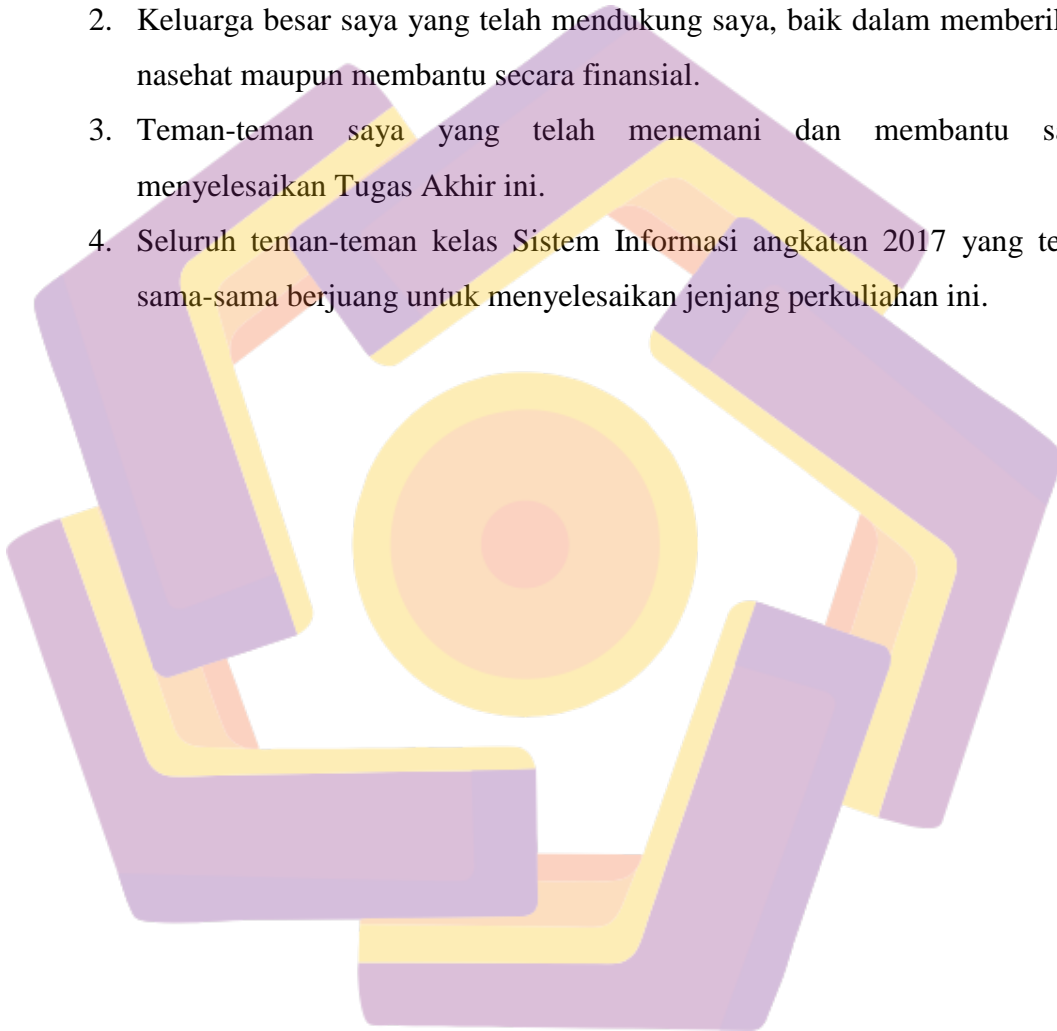 2. Keluarga besar saya yang telah mendukung saya, baik dalam
nasehat maupun membantu secara finansial.
3. Teman-teman saya yang telah menemani dan membantu
menyelesaikan Tugas Akhir ini.
4. Seluruh teman-teman kelas Sistem Informasi angkatan 2017 yang
sama-sama berjuang untuk menyelesaikan jenjang perkuliahan ini.